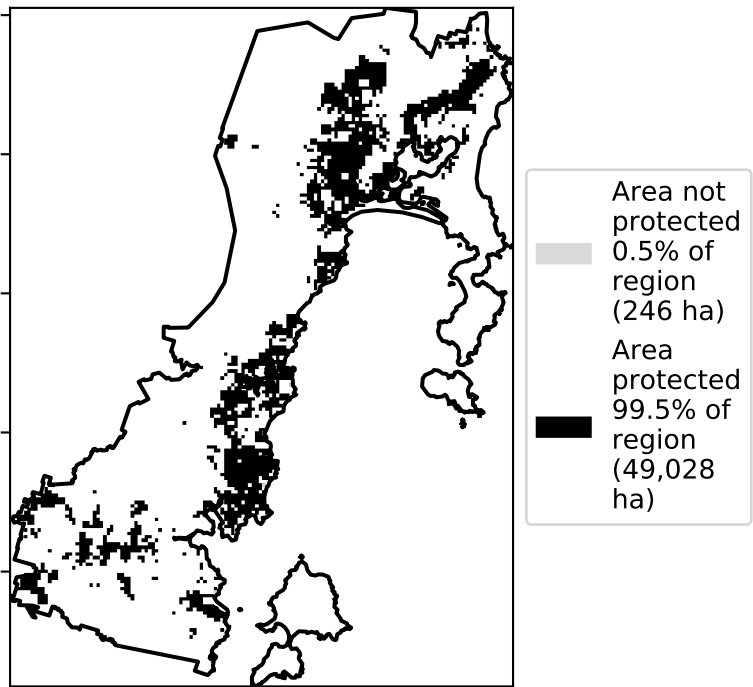 Area not
protected
0.5% of
region
(246 ha)
Area
protected
99.5% of
region
(49,028
ha)